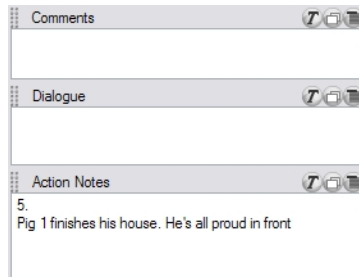 Comments
Dialogue
Action Notes
5.
Pig 1 finishes his house. He's all proud in front